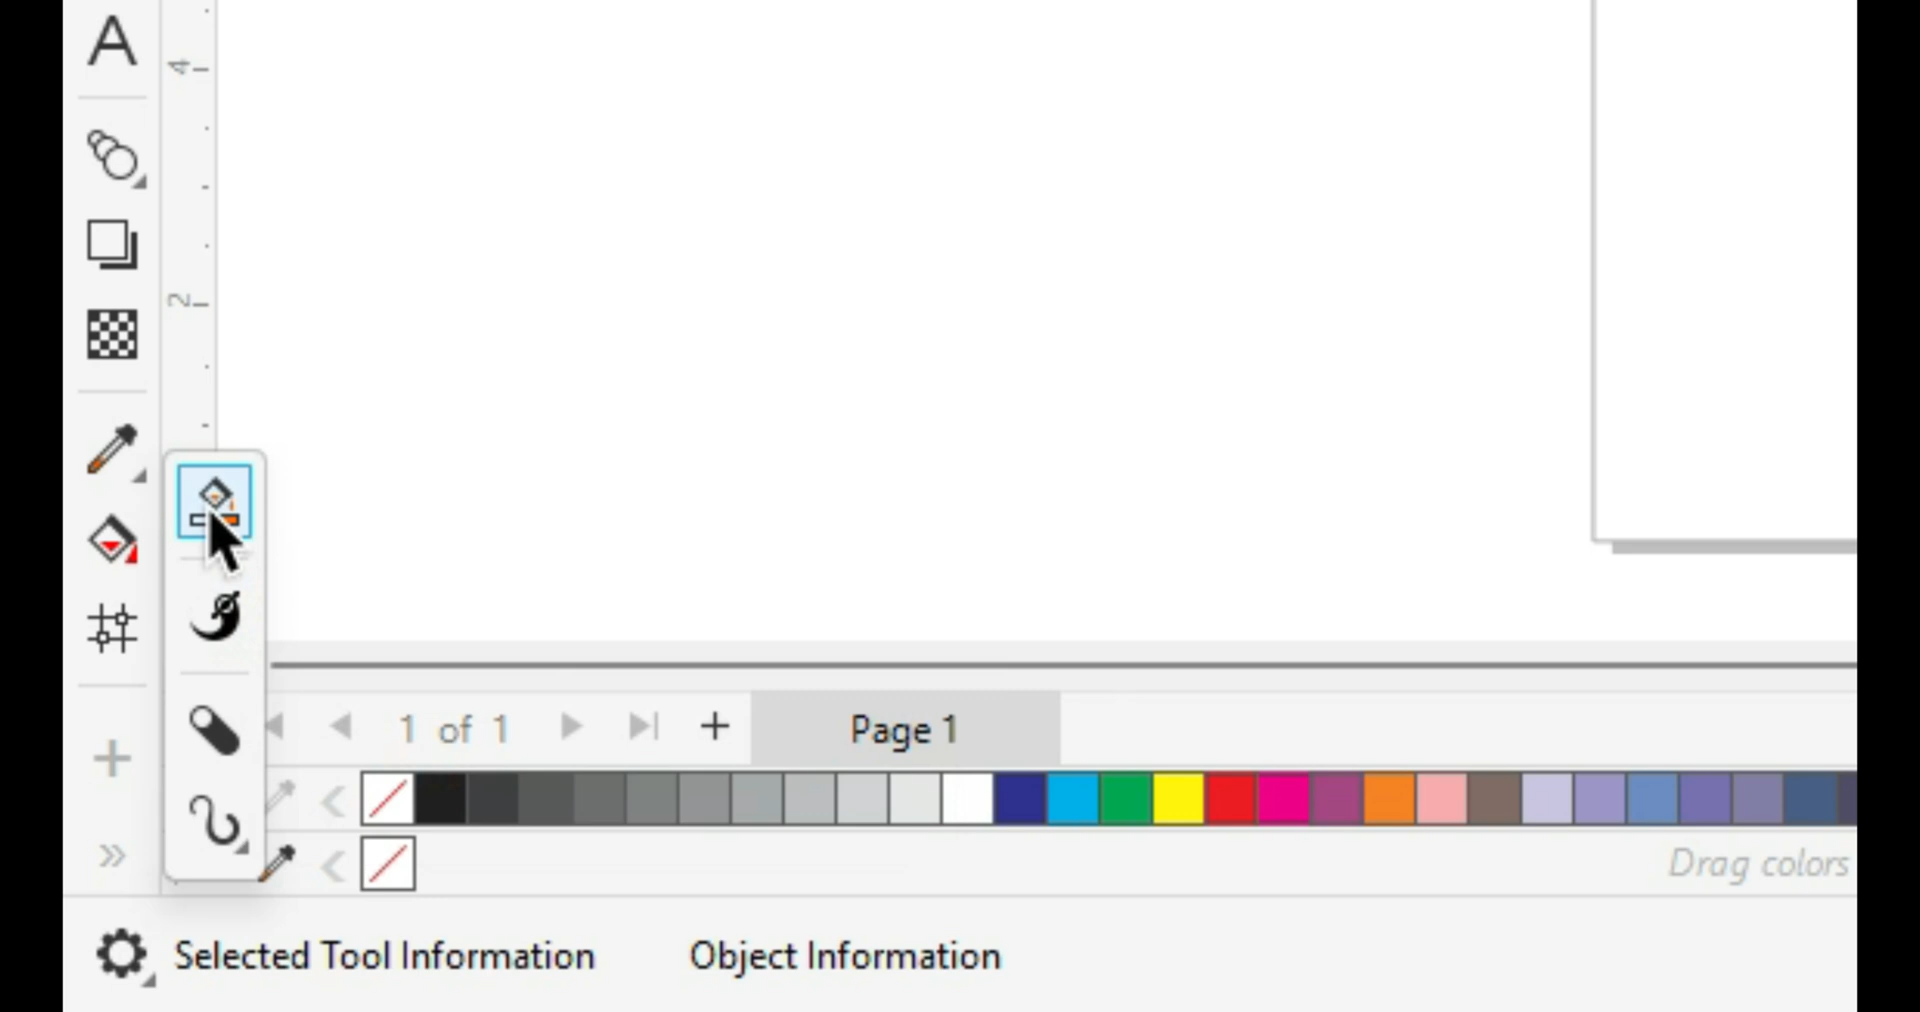 A
4
2
1 of 1
Page 1
Drag colors
Selected Tool Information Object Information